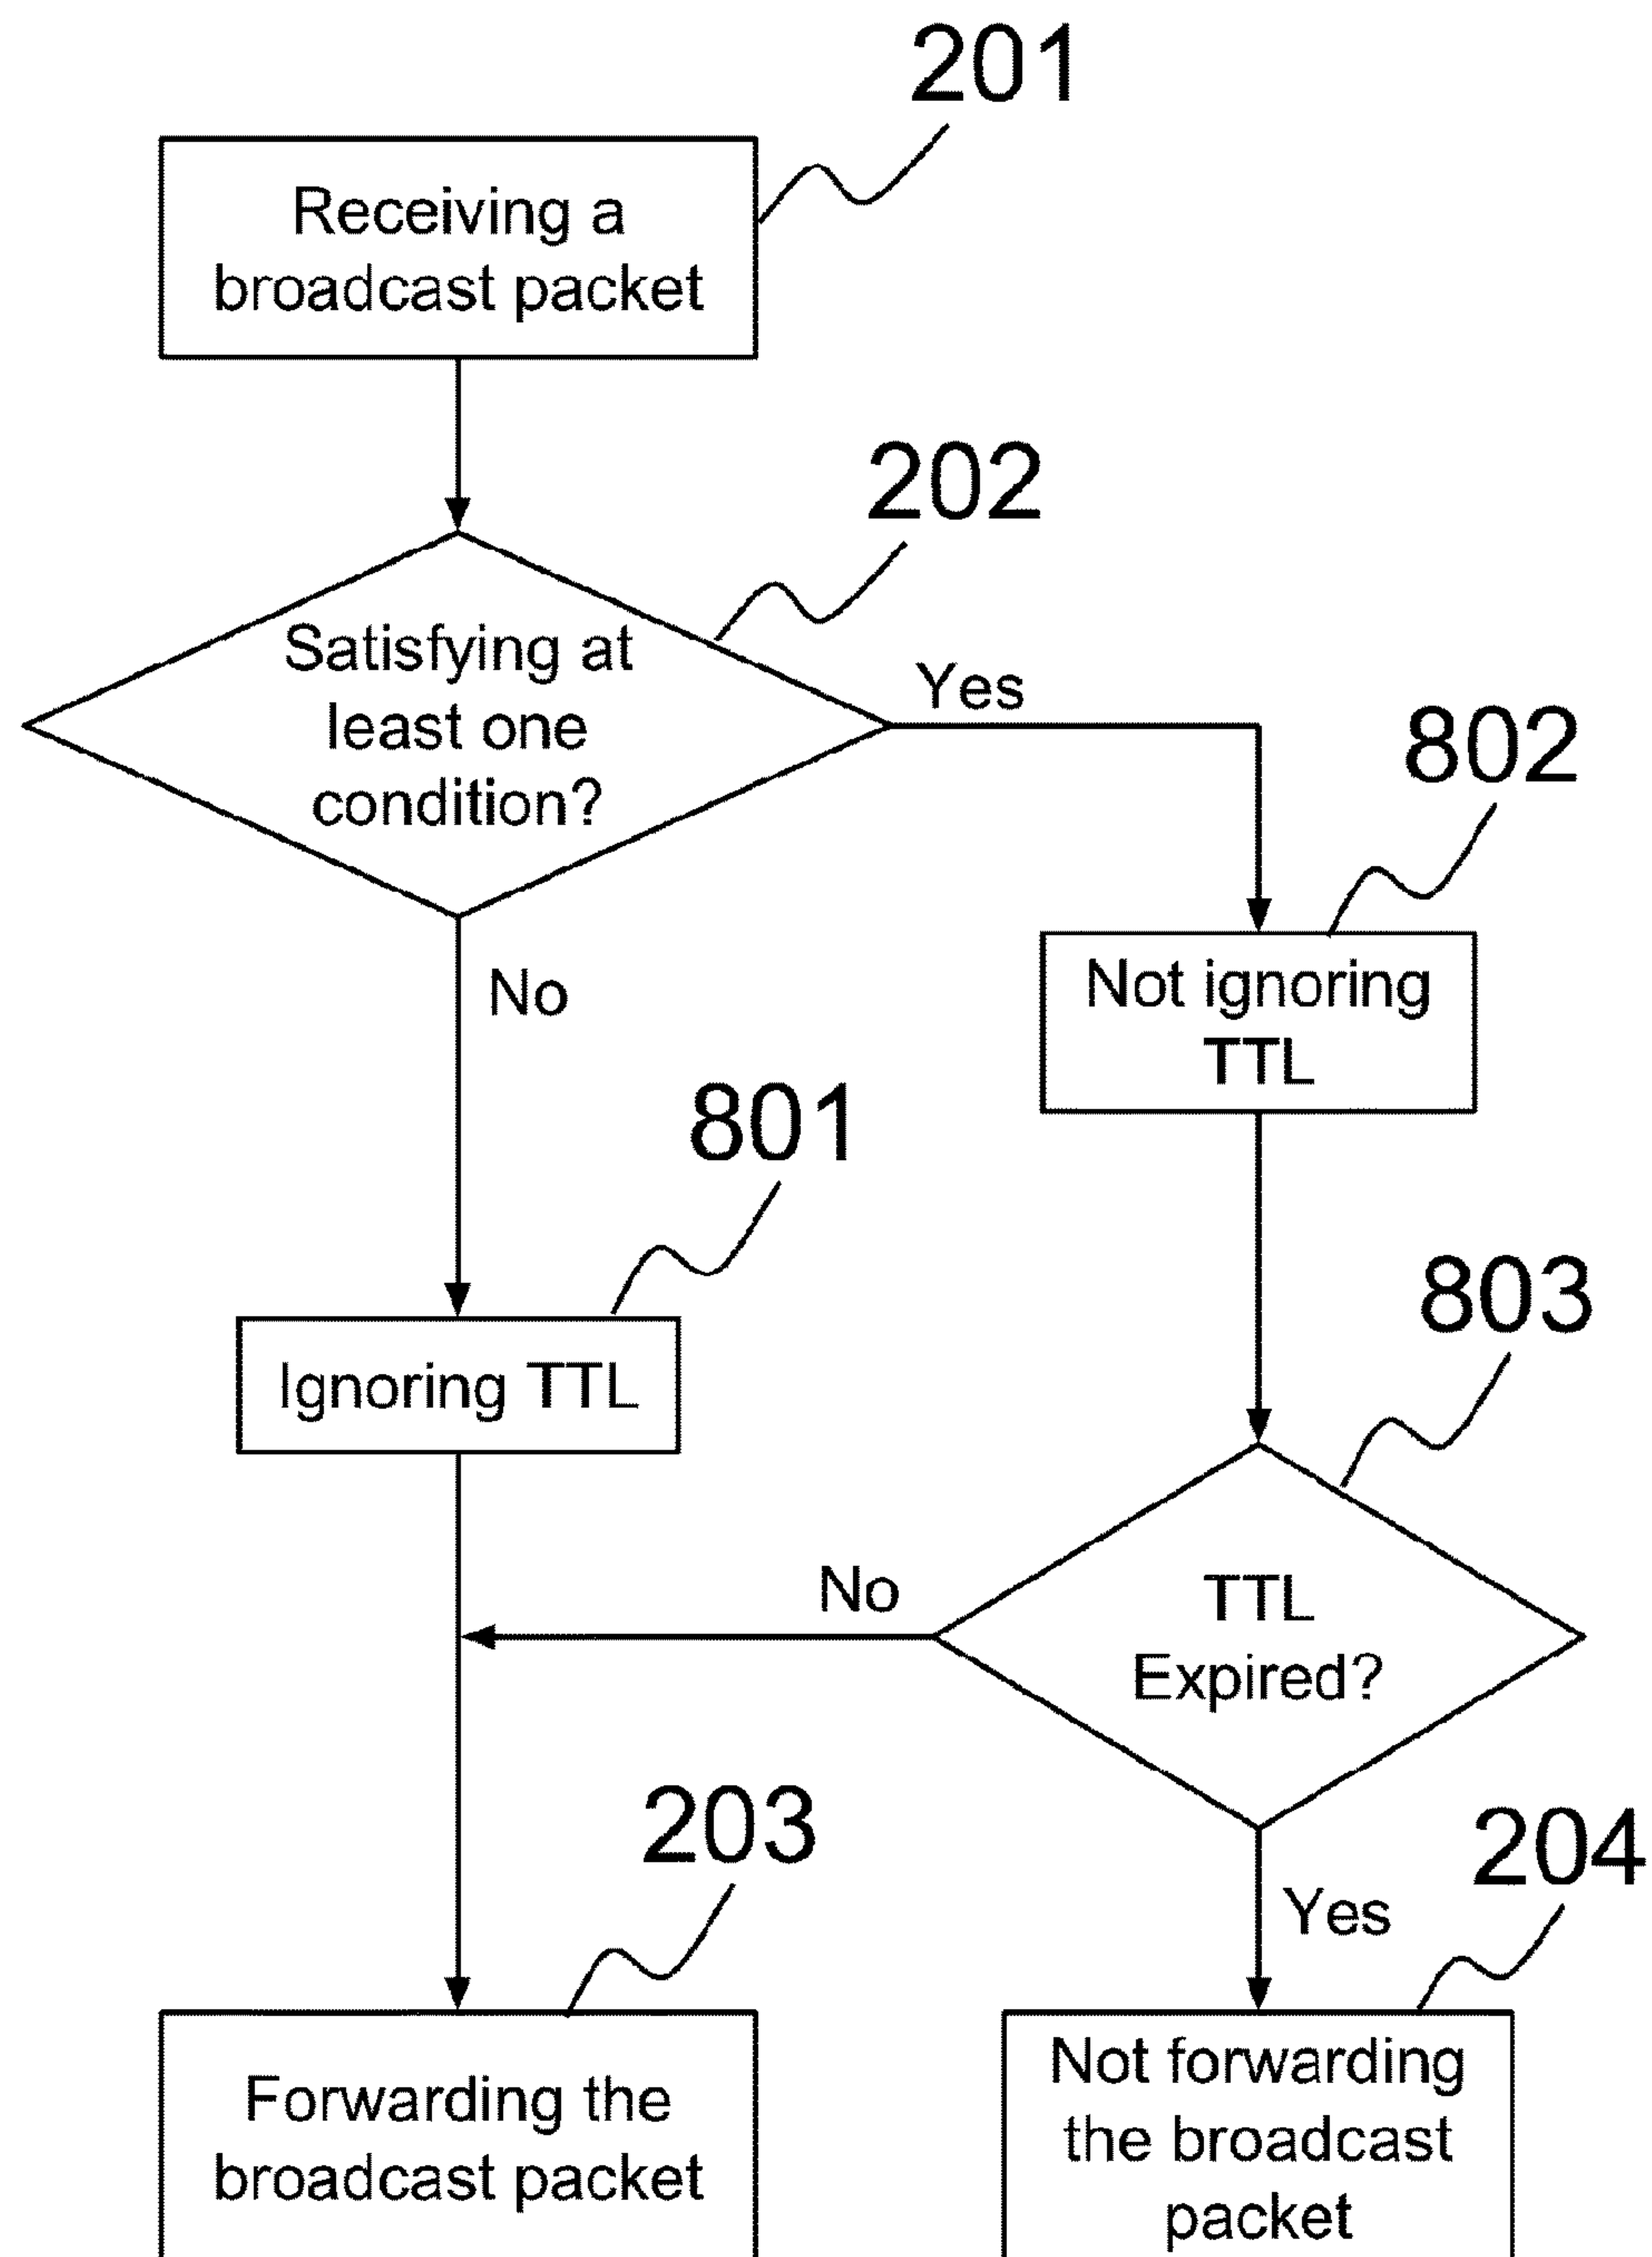 201
Receiving a
broadcast packet
202
Satisfying at
least one
condition?
Yes
802
No
Not ignoring
TTL
801
803
Ignoring TTL
No
TTL
Expired?
203
204
Yes
Forwarding the
broadcast packet
Not forwarding
the broadcast
packet